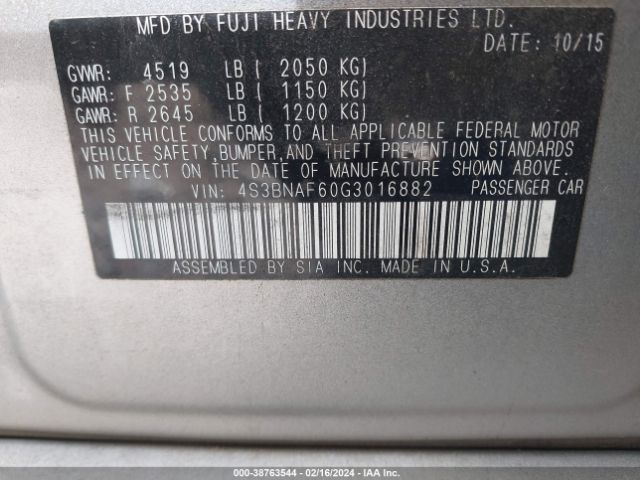 MFD BY FUJI HEAVY INDUSTRIES LTD.
DATE: 10/15
GVWR: 4519 LB ( 2050 KG)
GAWR: F 2535 LB ( 1150 KG)
GAWR: R 2645 LB ( 1200 KG)
THIS VEHICLE CONFORMS TO ALL APPLICABLE FEDERAL MOTOR
VEHICLE SAFETY,BUMPER,AND THEFT PREVENTION STANDARDS
IN EFFECT ON THE DATE OF MANUFACTURE SHOWN ABOVE.
VIN: 4S3BNAF60G3016882 PASSENGER CAR
ASSEMBLED BY SIA INC. MADE IN U.S.A.
000-38763544 - 02/16/2024 - IAA Inc.